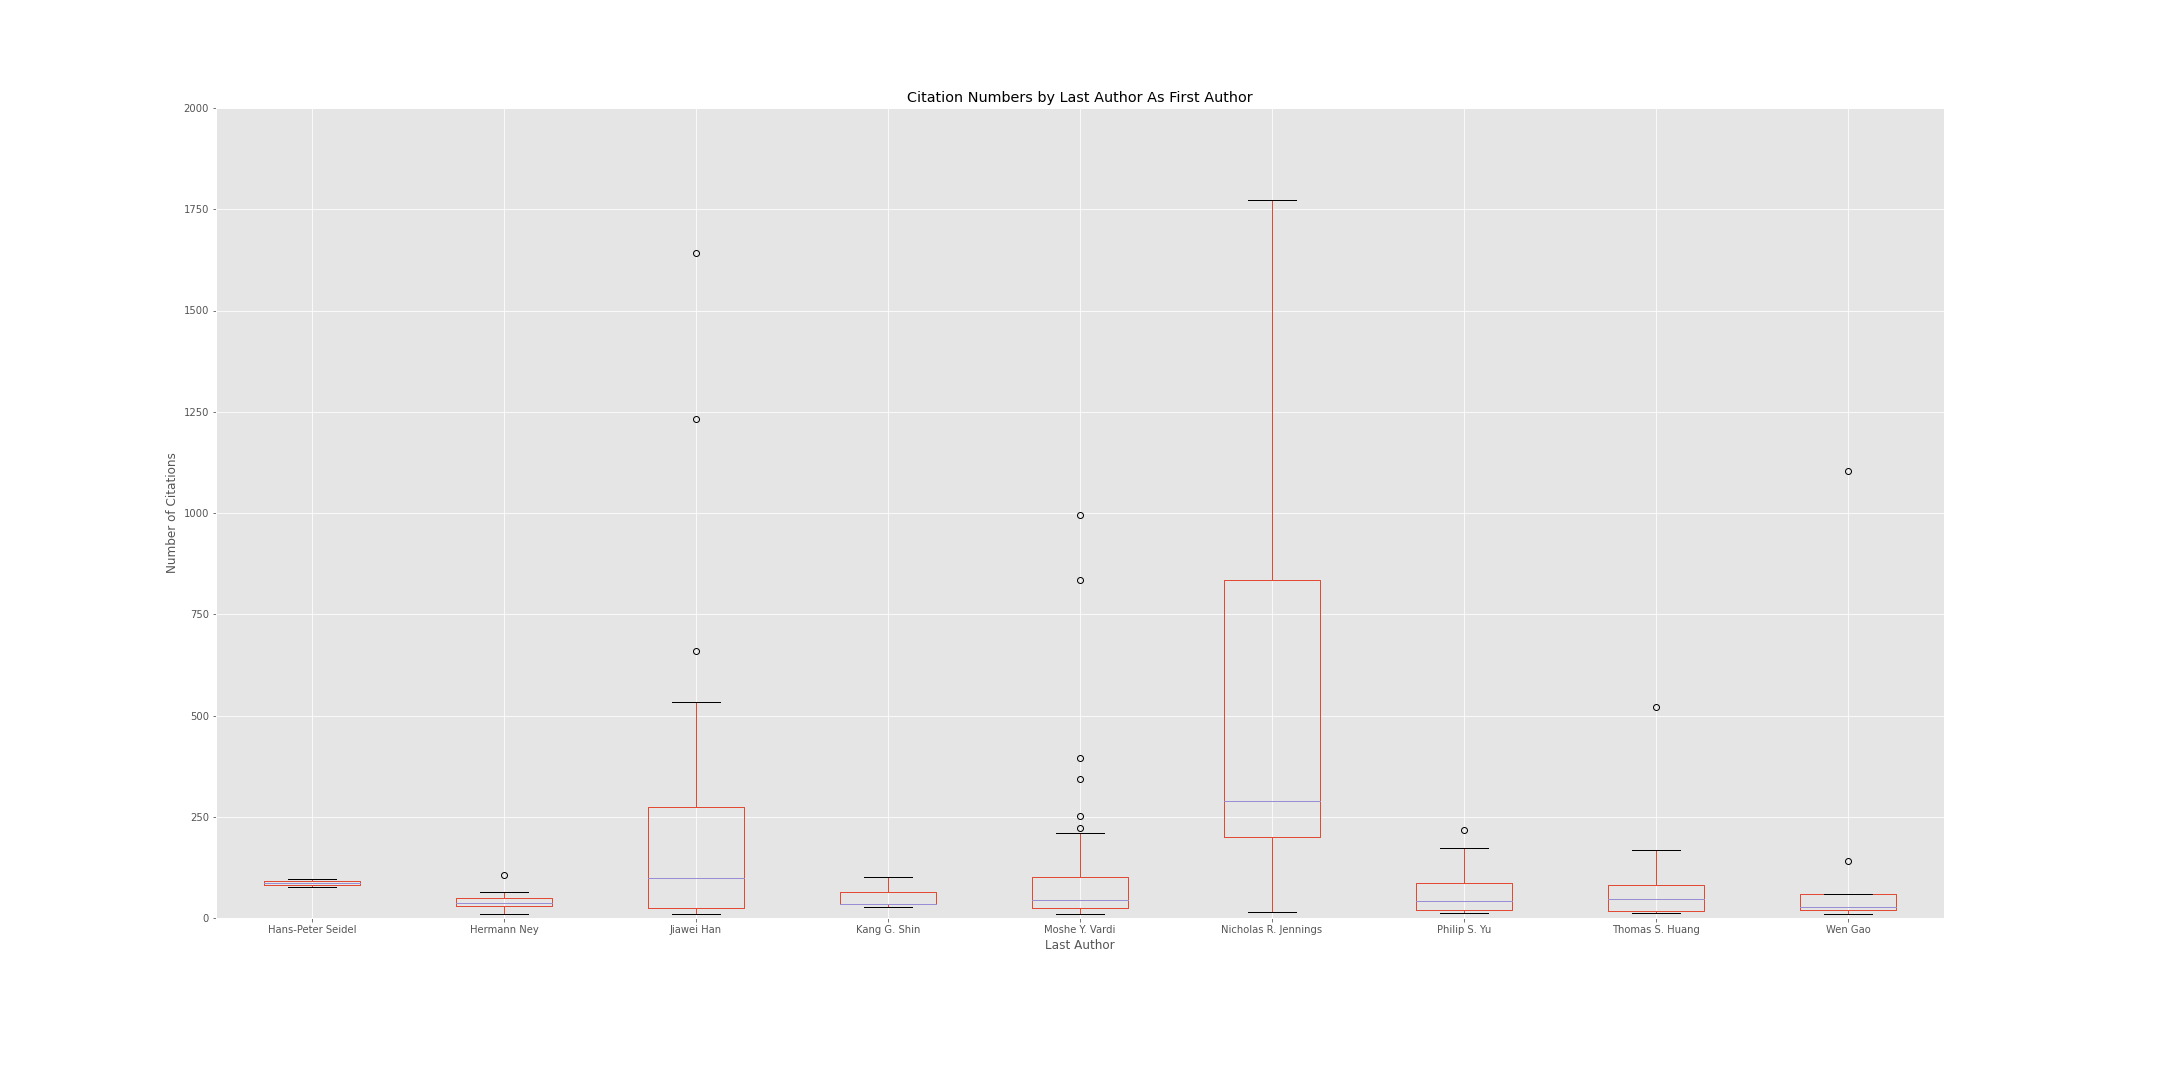 Citation Numbers by Last Author As First Author
2000
1750
1500
1250
1000
750
500
250
0
Number of Citations
Hans-Peter Seidel
Hermann Ney
Jiawei Han
Kang G. Shin
Moshe Y. Vardi
Nicholas R. Jennings
Philip S. Yu
Thomas S. Huang
Wen Gao
Last Author